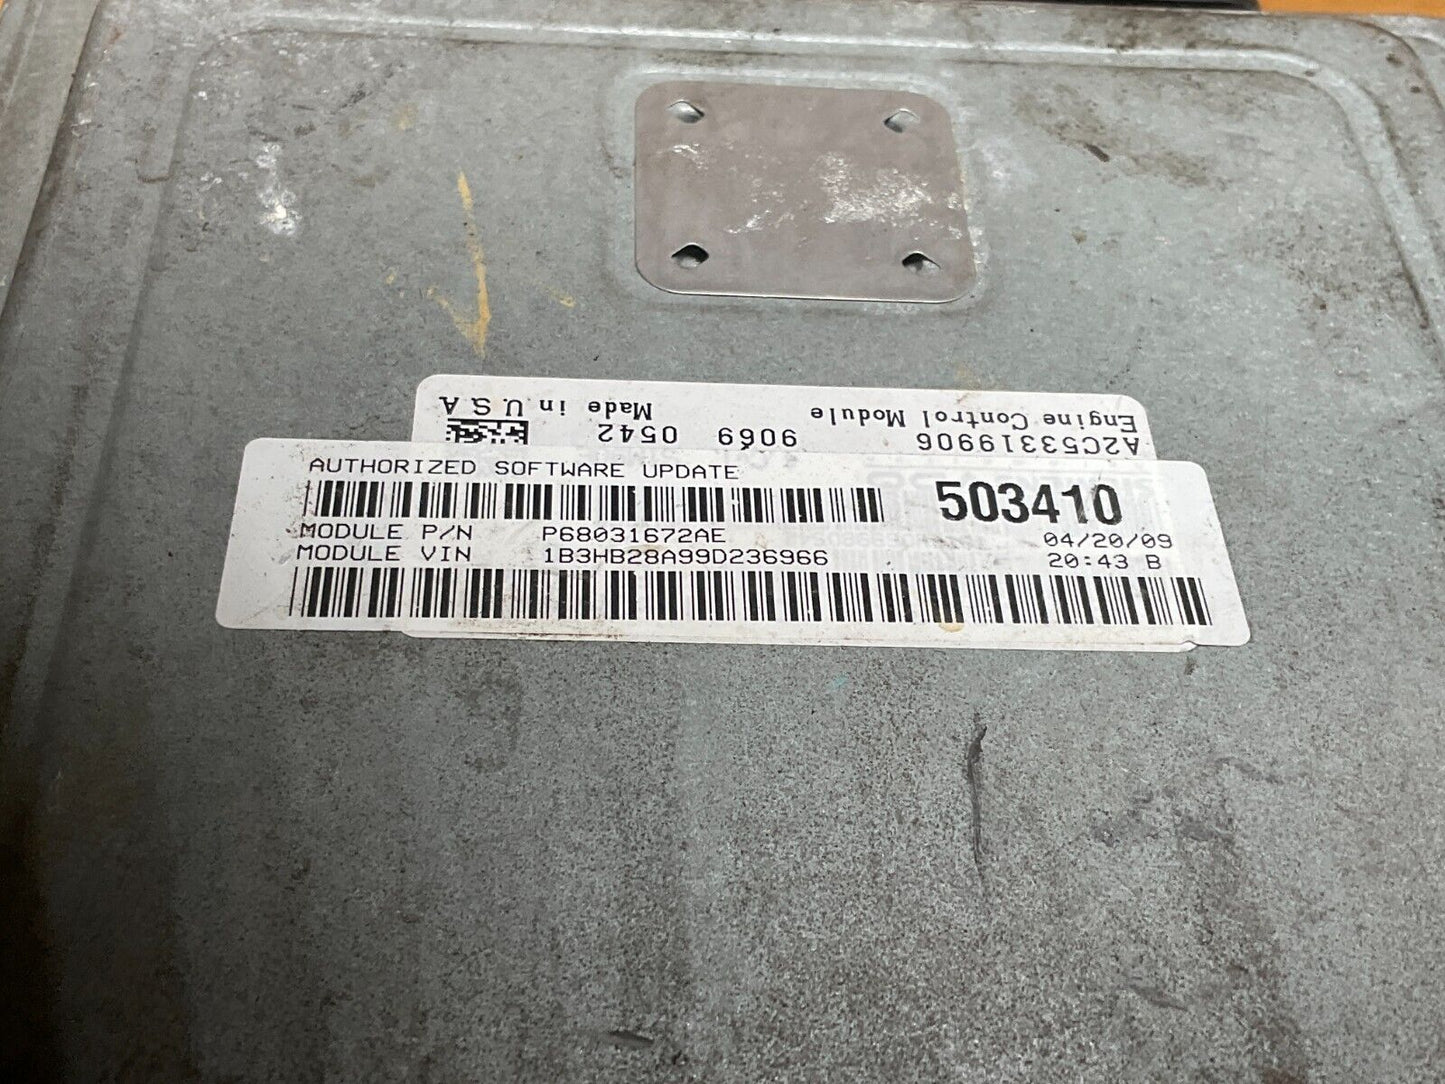 Made in U.S.A
Engine Control Module
9069 0542
A2C53319906
AUTHORIZED SOFTWARE UPDATE
503410
MODULE P/N P68031672AE 04/20/09
MODULE VIN 1B3HB28A99D236966 20:43 B